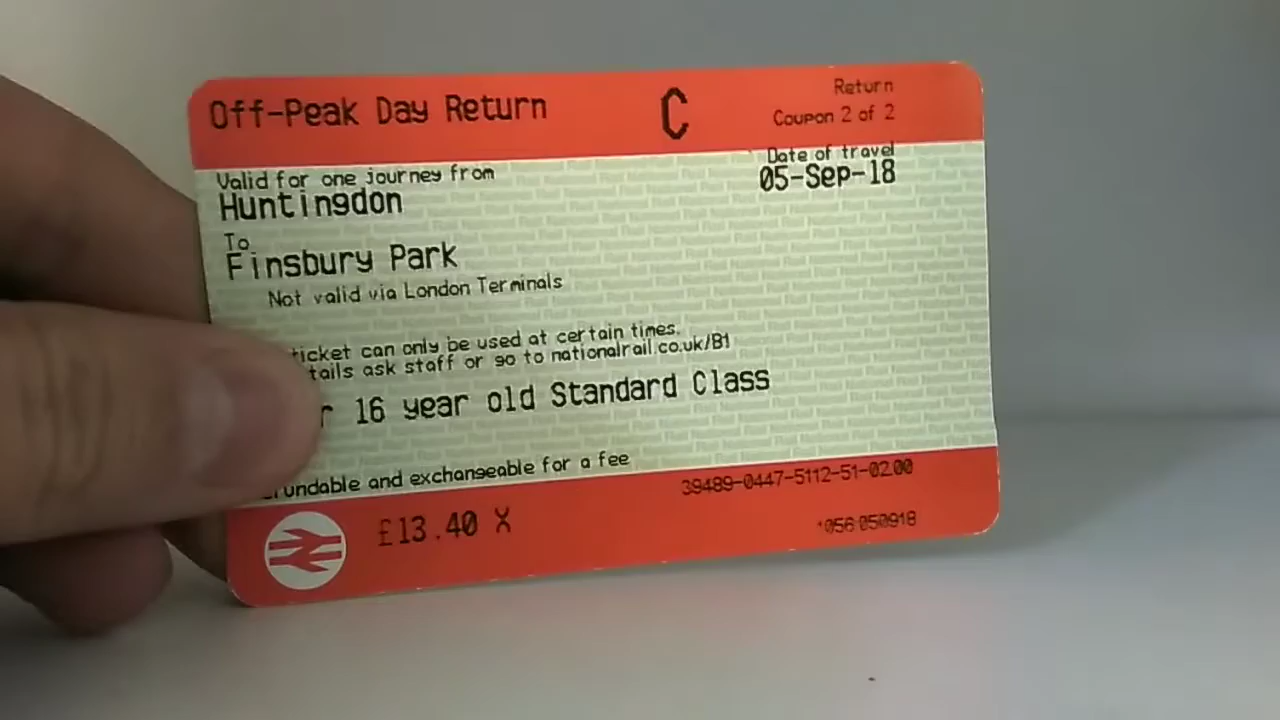 Off-Peak Day Return
C
Return
Coupon 2 of 2
Valid for one journey from
Huntingdon
Date of travel
05-Sep-18
To
Finsbury Park
Not valid via London Terminals
ticket can only be used at certain times.
tails ask staff or go to nationalrail.co.uk/B1
r 16 year old Standard Class
undable and exchangeable for a fee
39489-0447-5112-51-0200
£13.40 X
*056 050918